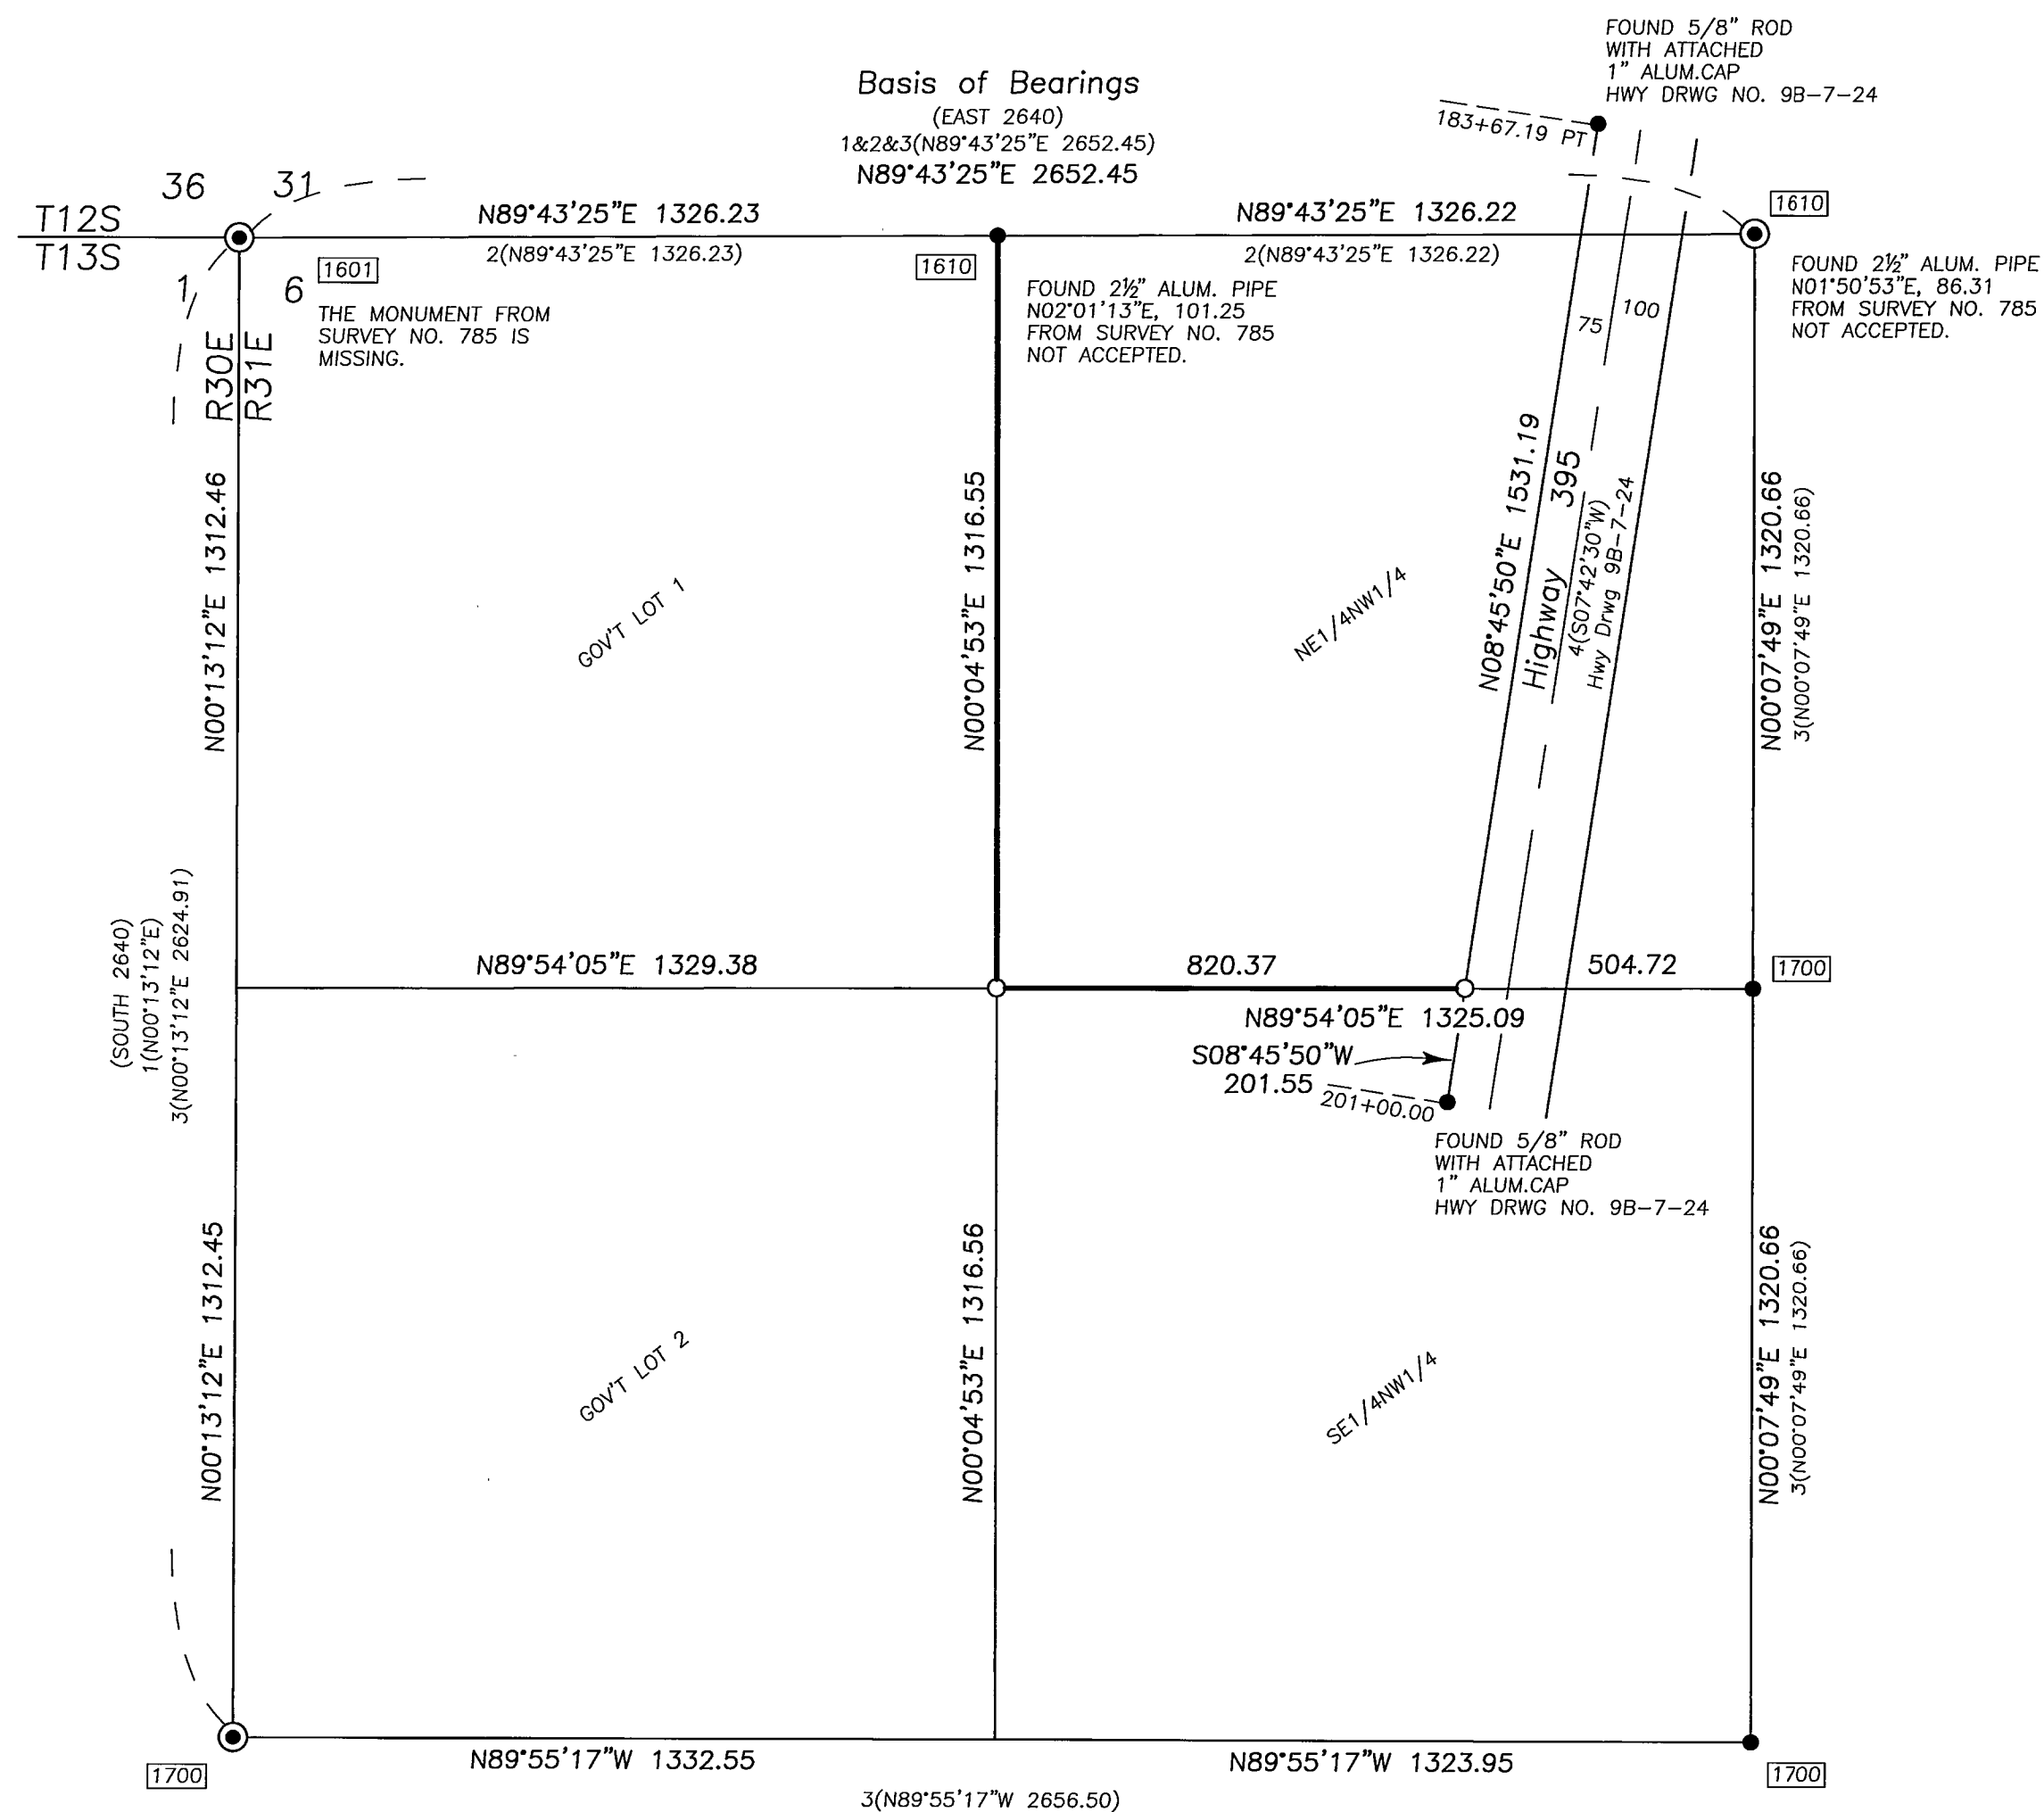 FOUND 5/8" ROD
WITH ATTACHED
1" ALUM.CAP
HWY DRWG NO. 9B-7-24
Basis of Bearings
(EAST 2640)
1&2&3(N89°43'25"E 2652.45)
N89°43'25"E 2652.45
183+67.19 PT
36 31
T12S
T13S
1 6
R30E
R31E
N89°43'25"E 1326.23
2(N89°43'25"E 1326.23)
N89°43'25"E 1326.22
2(N89°43'25"E 1326.22)
1610
1601
THE MONUMENT FROM
SURVEY NO. 785 IS
MISSING.
1610
FOUND 2½" ALUM. PIPE
N02°01'13"E, 101.25
FROM SURVEY NO. 785
NOT ACCEPTED.
FOUND 2½" ALUM. PIPE
N01°50'53"E, 86.31
FROM SURVEY NO. 785
NOT ACCEPTED.
75
100
N00°13'12"E 1312.46
GOV'T LOT 1
N00°04'53"E 1316.55
NE1/4NW1/4
N08°45'50"E 1531.19
Highway 395
4(S07°42'30"W)
Hwy Drwg 9B-7-24
N00°07'49"E 1320.66
3(N00°07'49"E 1320.66)
(SOUTH 2640)
1(N00°13'12"E)
3(N00°13'12"E 2624.91)
N89°54'05"E 1329.38
820.37
504.72
1700
N89°54'05"E 1325.09
S08°45'50"W
201.55
201+00.00
FOUND 5/8" ROD
WITH ATTACHED
1" ALUM.CAP
HWY DRWG NO. 9B-7-24
N00°13'12"E 1312.45
GOV'T LOT 2
N00°04'53"E 1316.56
SE1/4NW1/4
N00°07'49"E 1320.66
3(N00°07'49"E 1320.66)
1700
N89°55'17"W 1332.55
N89°55'17"W 1323.95
1700
3(N89°55'17"W 2656.50)